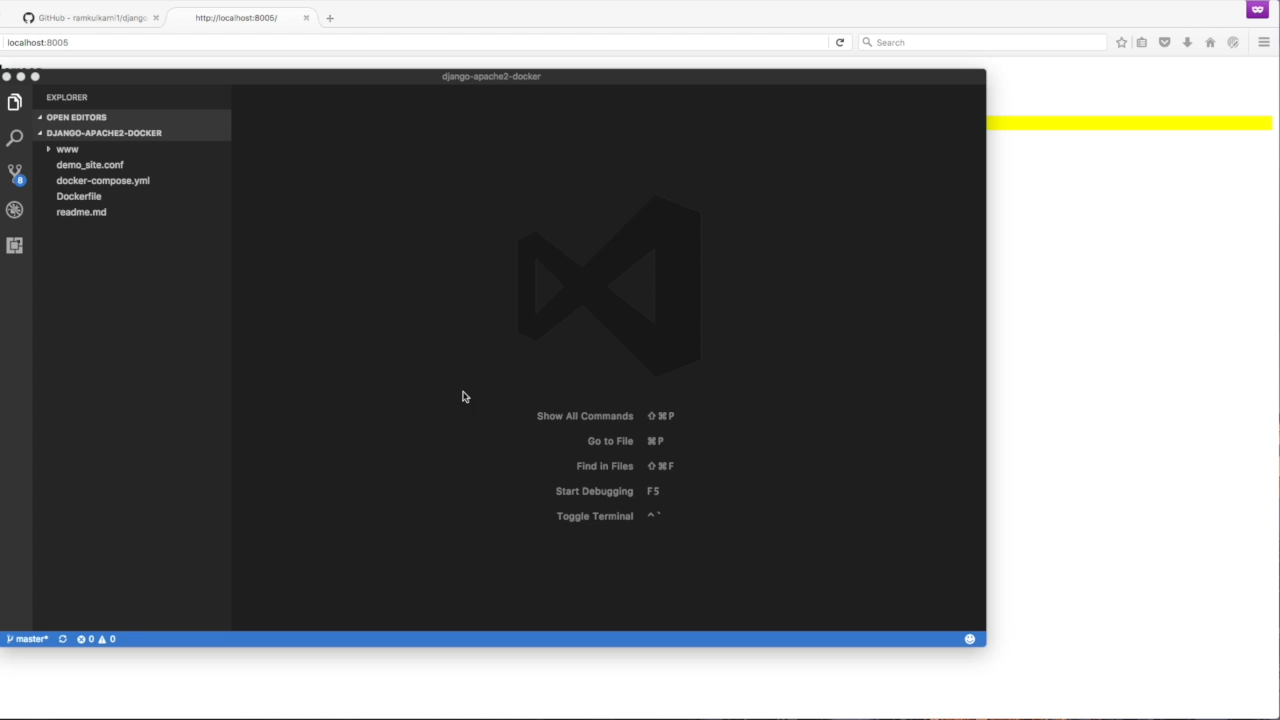 GitHub - ramkulkarni1/django-
http://localhost:8005/
localhost:8005
Search
django-apache2-docker
EXPLORER
OPEN EDITORS
DJANGO-APACHE2-DOCKER
www
demo_site.conf
docker-compose.yml
8
Dockerfile
readme.md
Show All Commands ⇧⌘P
Go to File ⌘P
Find in Files ⇧⌘F
Start Debugging F5
Toggle Terminal ^`
master* 0 0